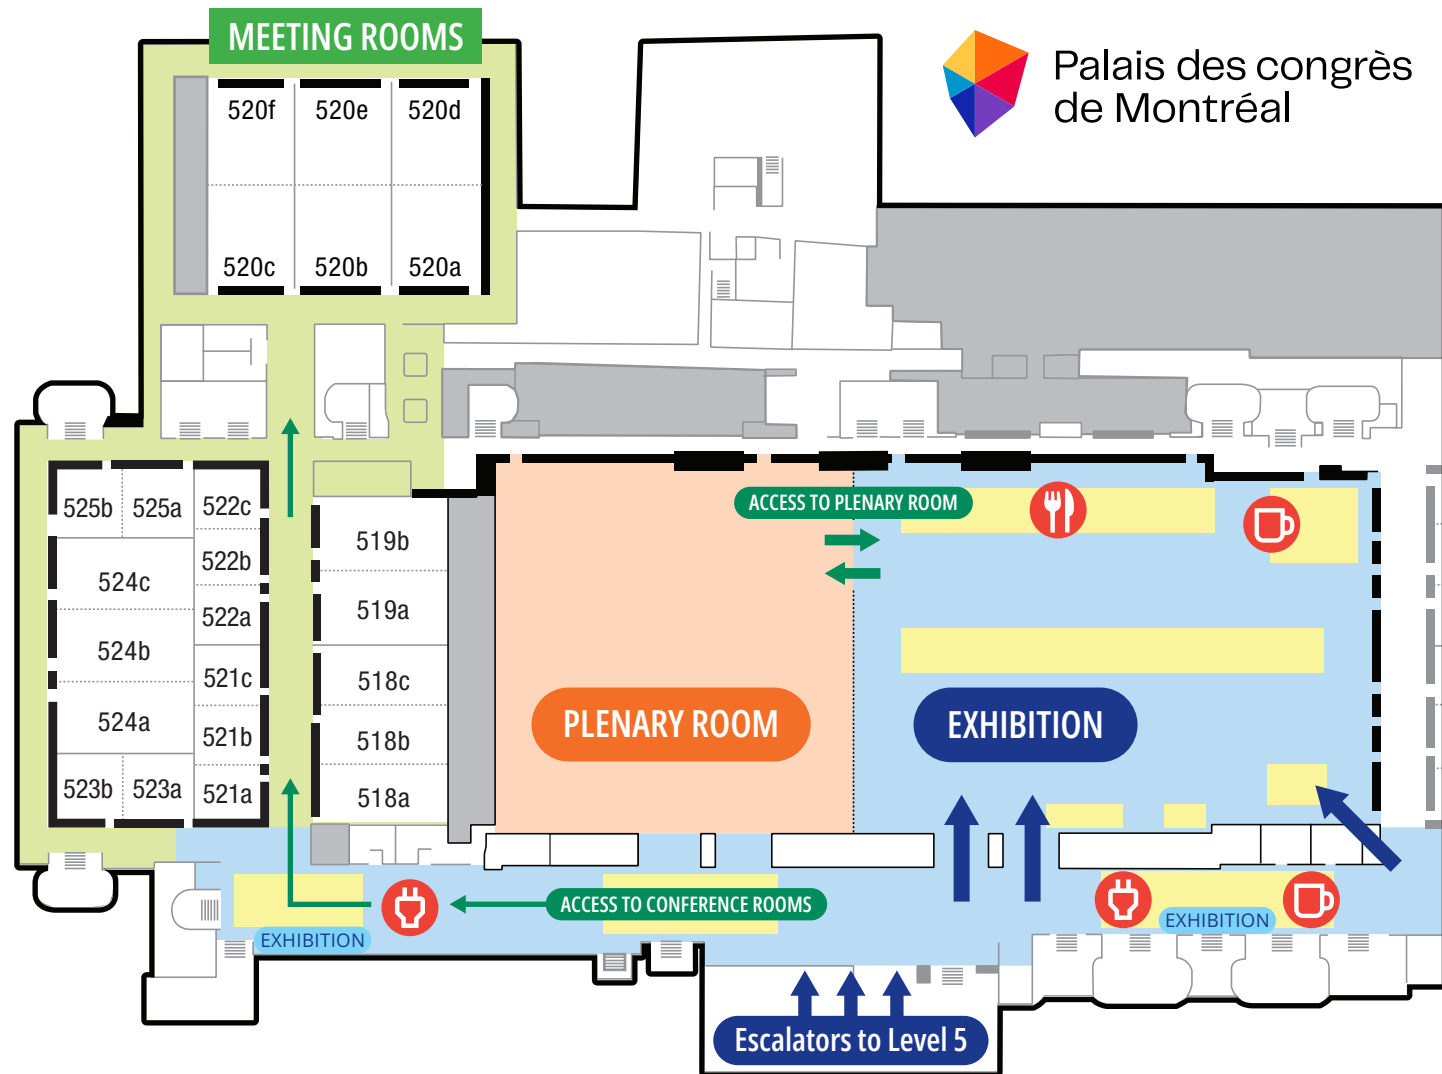 MEETING ROOMS
Palais des congrès
de Montréal
520f
520e
520d
520c
520b
520a
525b
525a
522c
522b
524c
522a
524b
521c
524a
521b
523b
523a
521a
519b
519a
518c
518b
518a
ACCESS TO PLENARY ROOM
PLENARY ROOM
EXHIBITION
ACCESS TO CONFERENCE ROOMS
EXHIBITION
EXHIBITION
Escalators to Level 5